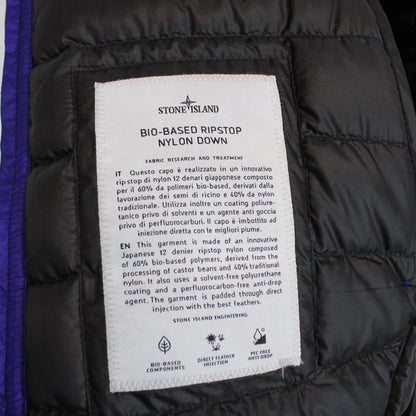 STONE ISLAND
BIO-BASED RIPSTOP
NYLON DOWN
FABRIC RESEARCH AND TREATMENT
IT Questo capo è realizzato in un innovativo
ripstop di nylon 12 denari giapponese composto
per il 60% da polimeri bio-based, derivati dalla
lavorazione dei semi di ricino e 40% da nylon
tradizionale. Utilizza inoltre un coating poliure-
tanico privo di solventi e un agente anti goccia
privo di perfluorocarburi. Il capo è imbottito ad
iniezione diretta con le migliori piume.
EN This garment is made of an innovative
Japanese 12 denier ripstop nylon composed
of 60% bio-based polymers, derived from the
processing of castor beans and 40% traditional
nylon. It also uses a solvent-free polyurethane
coating and a perfluorocarbon-free anti-drop
agent. The garment is padded through direct
injection with the best feathers.
STONE ISLAND ENGINEERING
BIO-BASED
COMPONENTS
DIRECT FEATHER
INJECTION
PFC FREE
ANTI-DROP